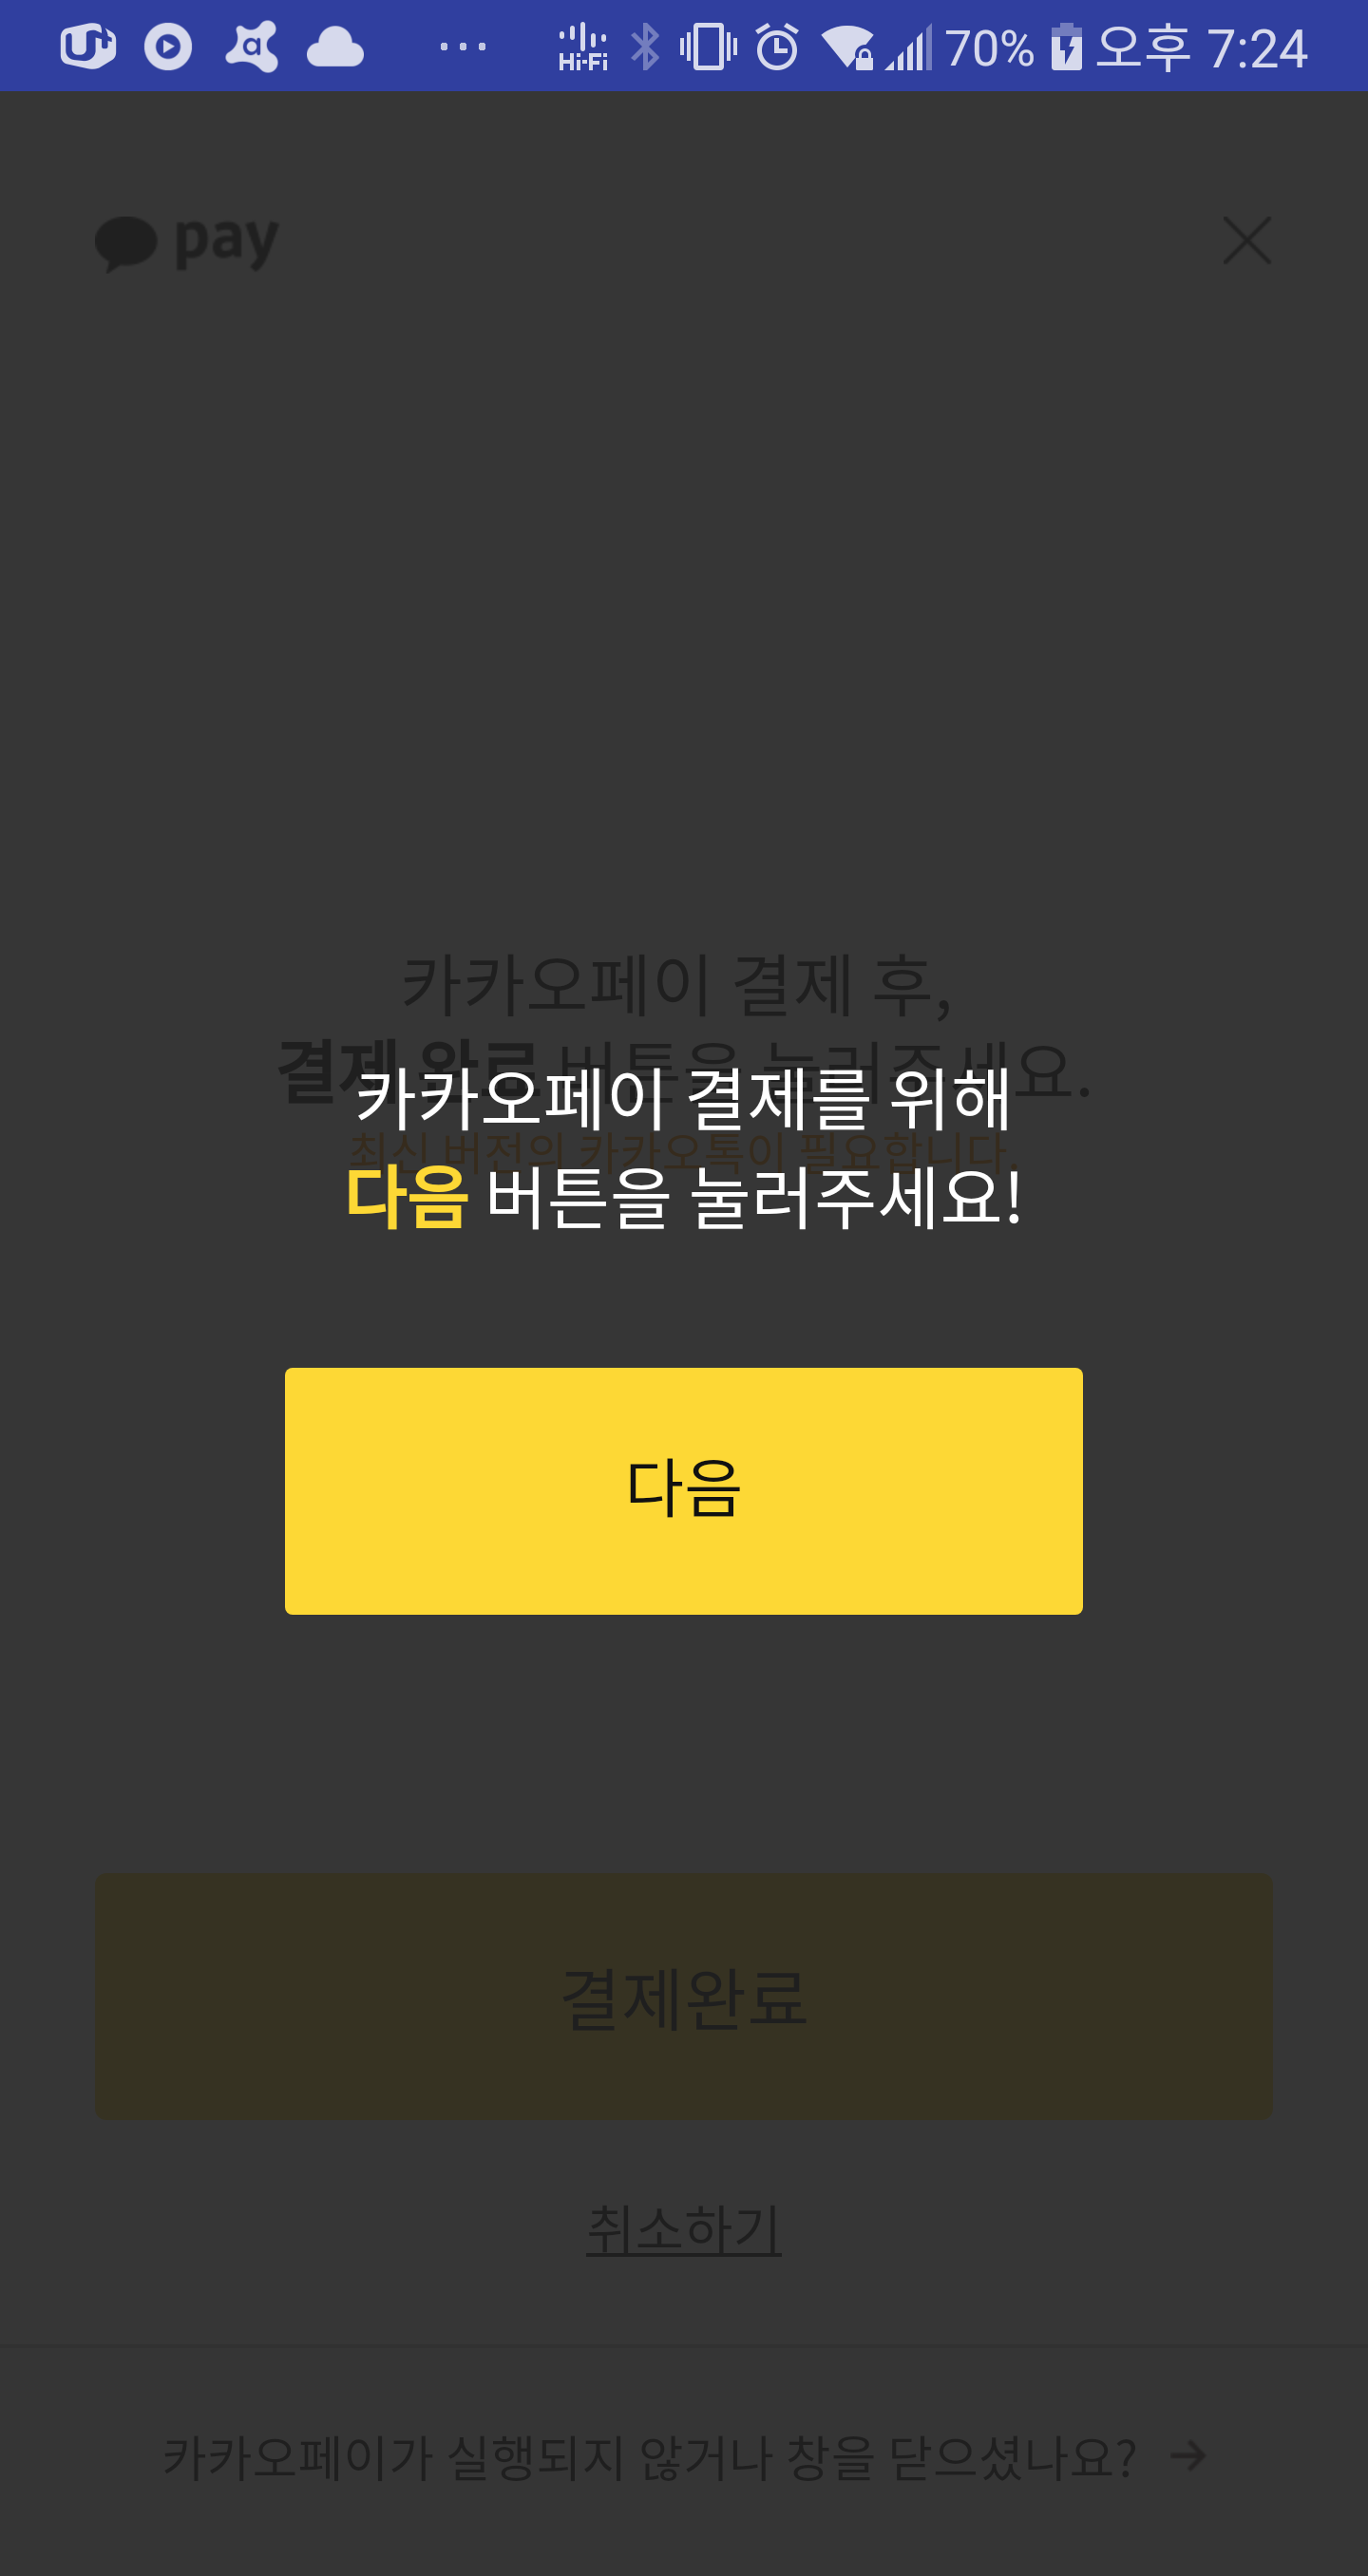 Hi-Fi 70% 오후 7:24
pay
카카오페이 결제 후,
결제 완료 버튼을 눌러주세요.
카카오페이 결제를 위해
최신 버전의 카카오톡이 필요합니다.
다음 버튼을 눌러주세요!
다음
결제완료
취소하기
카카오페이가 실행되지 않거나 창을 닫으셨나요?